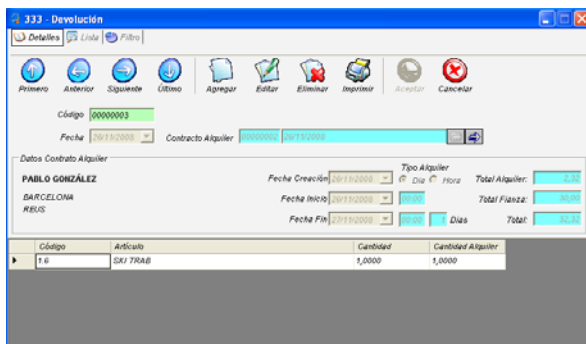 333 - Devolución
Detalles Lista Filtro
Primero Anterior Siguiente Último Agregar Editar Eliminar Imprimir Aceptar Cancelar
Código 00000003
Fecha 26/11/2008 Contracto Alquiler 00000002 26/11/2008
Datos Contrato Alquiler
Tipo Alquiler
PABLO GONZÁLEZ Fecha Creación 26/11/2008 Día Hora Total Alquiler: 2,32
BARCELONA Fecha Inicio 26/11/2008 00:00 Total Fianza: 30,00
REUS
Fecha Fin 27/11/2008 00:00 1 Días Total: 32,32
Código Artículo Cantidad Cantidad Alquiler
1.6 SKI TRAB 1,0000 1,0000